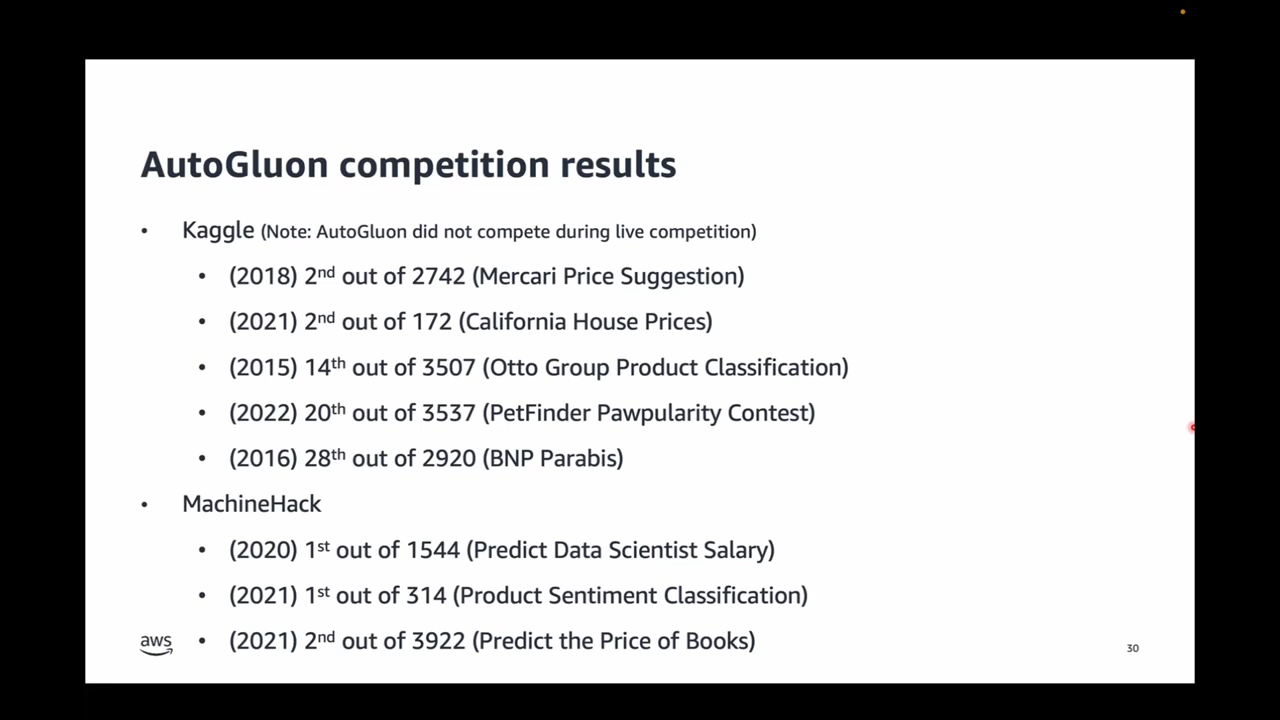 AutoGluon competition results
• Kaggle (Note: AutoGluon did not compete during live competition)
• (2018) 2nd out of 2742 (Mercari Price Suggestion)
• (2021) 2nd out of 172 (California House Prices)
• (2015) 14th out of 3507 (Otto Group Product Classification)
• (2022) 20th out of 3537 (PetFinder Pawpularity Contest)
• (2016) 28th out of 2920 (BNP Parabis)
• MachineHack
• (2020) 1st out of 1544 (Predict Data Scientist Salary)
• (2021) 1st out of 314 (Product Sentiment Classification)
• (2021) 2nd out of 3922 (Predict the Price of Books)
aws
30